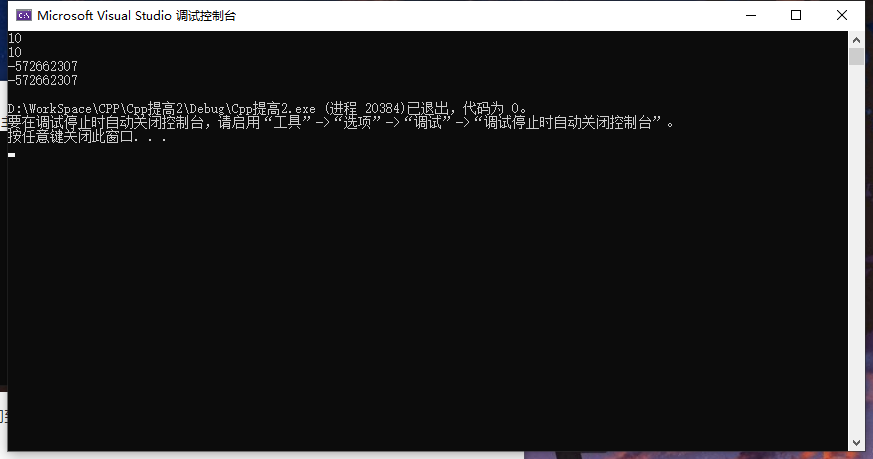 Microsoft Visual Studio 调试控制台
10
10
-572662307
-572662307
D:\WorkSpace\CPP\Cpp提高2\Debug\Cpp提高2.exe (进程 20384)已退出，代码为 0。
要在调试停止时自动关闭控制台，请启用“工具”->“选项”->“调试”->“调试停止时自动关闭控制台”。
按任意键关闭此窗口. . .